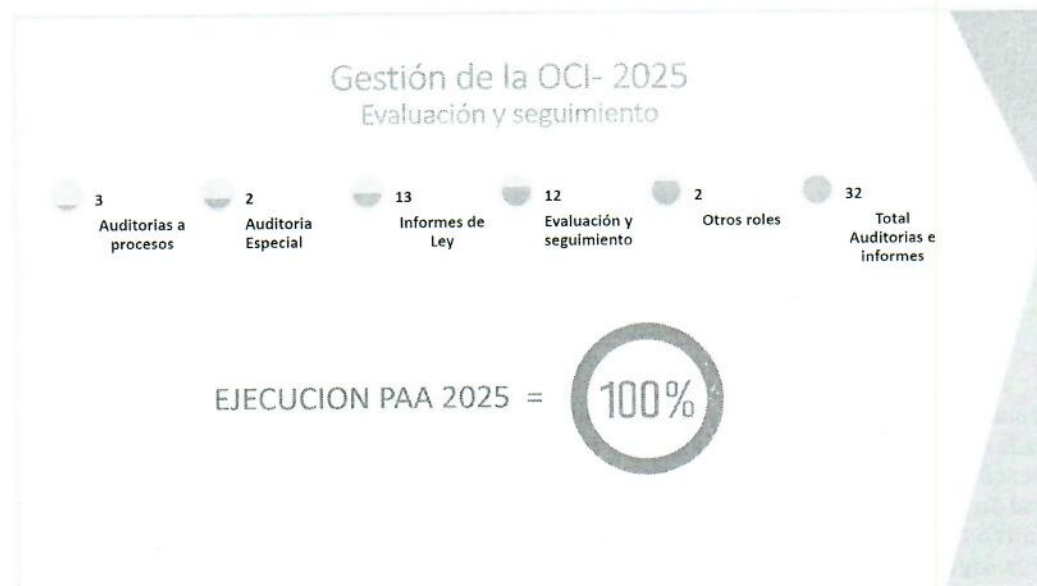 Gestión de la OCI- 2025
Evaluación y seguimiento
3
Auditorias a
procesos
2
Auditoria
Especial
13
Informes de
Ley
12
Evaluación y
seguimiento
2
Otros roles
32
Total
Auditorias e
informes
EJECUCION PAA 2025 =
100%